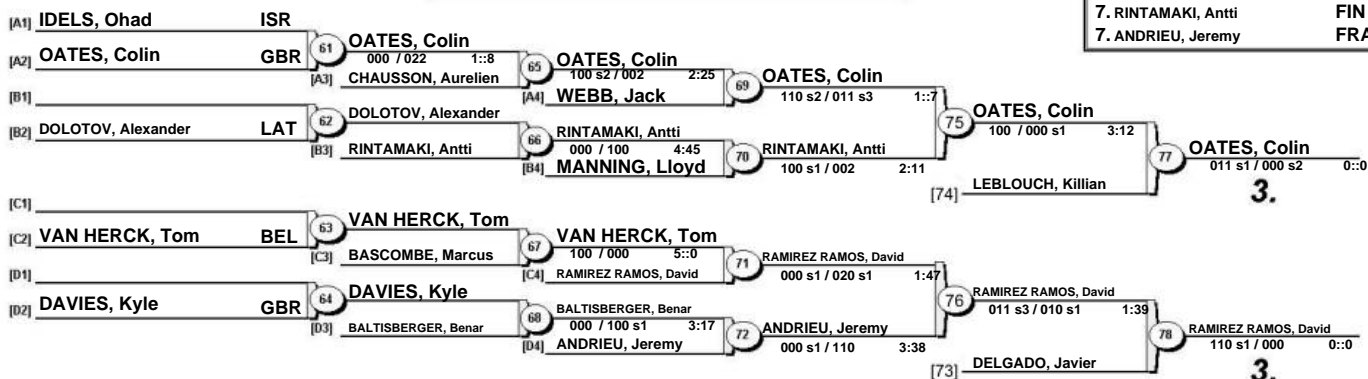 7. RINTAMAKI, Antti FIN
7. ANDRIEU, Jeremy FRA
[A1] IDELS, Ohad ISR
[A2] OATES, Colin GBR
61
OATES, Colin
000 / 022 1::8
[A3] CHAUSSON, Aurelien
65
OATES, Colin
100 s2 / 002 2:25
[A4] WEBB, Jack
69
OATES, Colin
110 s2 / 011 s3 1::7
[B1]
[B2] DOLOTOV, Alexander LAT
62
DOLOTOV, Alexander
[B3] RINTAMAKI, Antti
66
RINTAMAKI, Antti
000 / 100 4:45
[B4] MANNING, Lloyd
70
RINTAMAKI, Antti
100 s1 / 002 2:11
75
OATES, Colin
100 / 000 s1 3:12
[74] LEBLOUCH, Killian
77
OATES, Colin
011 s1 / 000 s2 0::0
3.
[C1]
[C2] VAN HERCK, Tom BEL
63
VAN HERCK, Tom
[C3] BASCOMBE, Marcus
67
VAN HERCK, Tom
100 / 000 5::0
[C4] RAMIREZ RAMOS, David
71
RAMIREZ RAMOS, David
000 s1 / 020 s1 1:47
[D1]
[D2] DAVIES, Kyle GBR
64
DAVIES, Kyle
[D3] BALTISBERGER, Benar
68
BALTISBERGER, Benar
000 / 100 s1 3:17
[D4] ANDRIEU, Jeremy
72
ANDRIEU, Jeremy
000 s1 / 110 3:38
76
RAMIREZ RAMOS, David
011 s3 / 010 s1 1:39
[73] DELGADO, Javier
78
RAMIREZ RAMOS, David
110 s1 / 000 0::0
3.